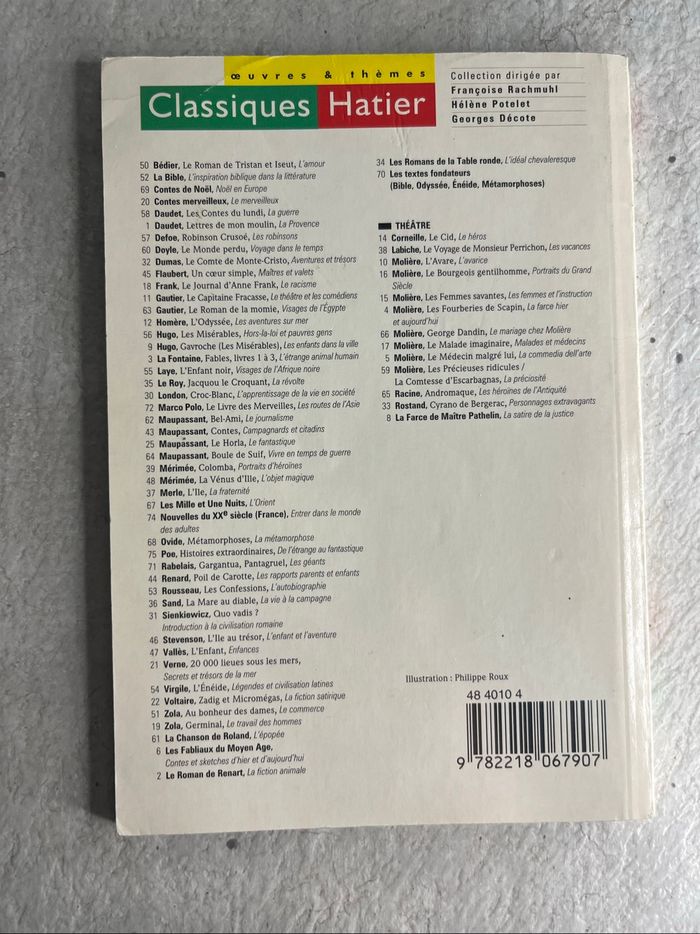 œuvres & thèmes
Classiques Hatier
Collection dirigée par
Françoise Rachmuhl
Hélène Potelet
Georges Décote
50 Bédier, Le Roman de Tristan et Iseut, L'amour
52 La Bible, L'inspiration biblique dans la littérature
69 Contes de Noël, Noël en Europe
20 Contes merveilleux, Le merveilleux
58 Daudet, Les Contes du lundi, La guerre
1 Daudet, Lettres de mon moulin, La Provence
57 Defoe, Robinson Crusoé, Les robinsons
60 Doyle, Le Monde perdu, Voyage dans le temps
32 Dumas, Le Comte de Monte-Cristo, Aventures et trésors
45 Flaubert, Un cœur simple, Maîtres et valets
18 Frank, Le Journal d'Anne Frank, Le racisme
11 Gautier, Le Capitaine Fracasse, Le théâtre et les comédiens
63 Gautier, Le Roman de la momie, Visages de l'Égypte
12 Homère, L'Odyssée, Les aventures sur mer
56 Hugo, Les Misérables, Hors-la-loi et pauvres gens
9 Hugo, Gavroche (Les Misérables), Les enfants dans la ville
3 La Fontaine, Fables, livres 1 à 3, L'étrange animal humain
55 Laye, L'Enfant noir, Visages de l'Afrique noire
35 Le Roy, Jacquou le Croquant, La révolte
30 London, Croc-Blanc, L'apprentissage de la vie en société
72 Marco Polo, Le Livre des Merveilles, Les routes de l'Asie
62 Maupassant, Bel-Ami, Le journalisme
43 Maupassant, Contes, Campagnards et citadins
25 Maupassant, Le Horla, Le fantastique
64 Maupassant, Boule de Suif, Vivre en temps de guerre
39 Mérimée, Colomba, Portraits d'héroïnes
48 Mérimée, La Vénus d'Ille, L'objet magique
37 Merle, L'Ile, La fraternité
67 Les Mille et Une Nuits, L'Orient
74 Nouvelles du XXe siècle (France), Entrer dans le monde
des adultes
68 Ovide, Métamorphoses, La métamorphose
75 Poe, Histoires extraordinaires, De l'étrange au fantastique
71 Rabelais, Gargantua, Pantagruel, Les géants
44 Renard, Poil de Carotte, Les rapports parents et enfants
53 Rousseau, Les Confessions, L'autobiographie
36 Sand, La Mare au diable, La vie à la campagne
31 Sienkiewicz, Quo vadis ?
Introduction à la civilisation romaine
46 Stevenson, L'Ile au trésor, L'enfant et l'aventure
47 Vallès, L'Enfant, Enfances
21 Verne, 20 000 lieues sous les mers,
Secrets et trésors de la mer
54 Virgile, L'Énéide, Légendes et civilisation latines
22 Voltaire, Zadig et Micromégas, La fiction satirique
51 Zola, Au bonheur des dames, Le commerce
19 Zola, Germinal, Le travail des hommes
61 La Chanson de Roland, L'épopée
6 Les Fabliaux du Moyen Age,
Contes et sketches d'hier et d'aujourd'hui
2 Le Roman de Renart, La fiction animale
34 Les Romans de la Table ronde, L'idéal chevaleresque
70 Les textes fondateurs
(Bible, Odyssée, Énéide, Métamorphoses)
THÉÂTRE
14 Corneille, Le Cid, Le héros
38 Labiche, Le Voyage de Monsieur Perrichon, Les vacances
10 Molière, L'Avare, L'avarice
16 Molière, Le Bourgeois gentilhomme, Portraits du Grand
Siècle
15 Molière, Les Femmes savantes, Les femmes et l'instruction
4 Molière, Les Fourberies de Scapin, La farce hier
et aujourd'hui
66 Molière, George Dandin, Le mariage chez Molière
17 Molière, Le Malade imaginaire, Malades et médecins
5 Molière, Le Médecin malgré lui, La commedia dell'arte
59 Molière, Les Précieuses ridicules /
La Comtesse d'Escarbagnas, La préciosité
65 Racine, Andromaque, Les héroïnes de l'Antiquité
33 Rostand, Cyrano de Bergerac, Personnages extravagants
8 La Farce de Maître Pathelin, La satire de la justice
Illustration : Philippe Roux
48 4010 4
9 782218 067907